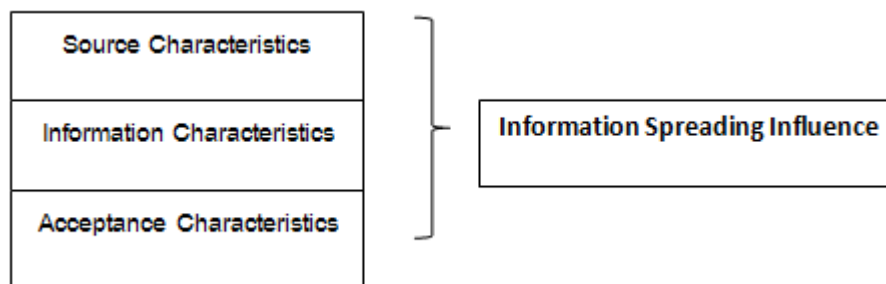 Source Characteristics
Information Characteristics
Acceptance Characteristics
Information Spreading Influence